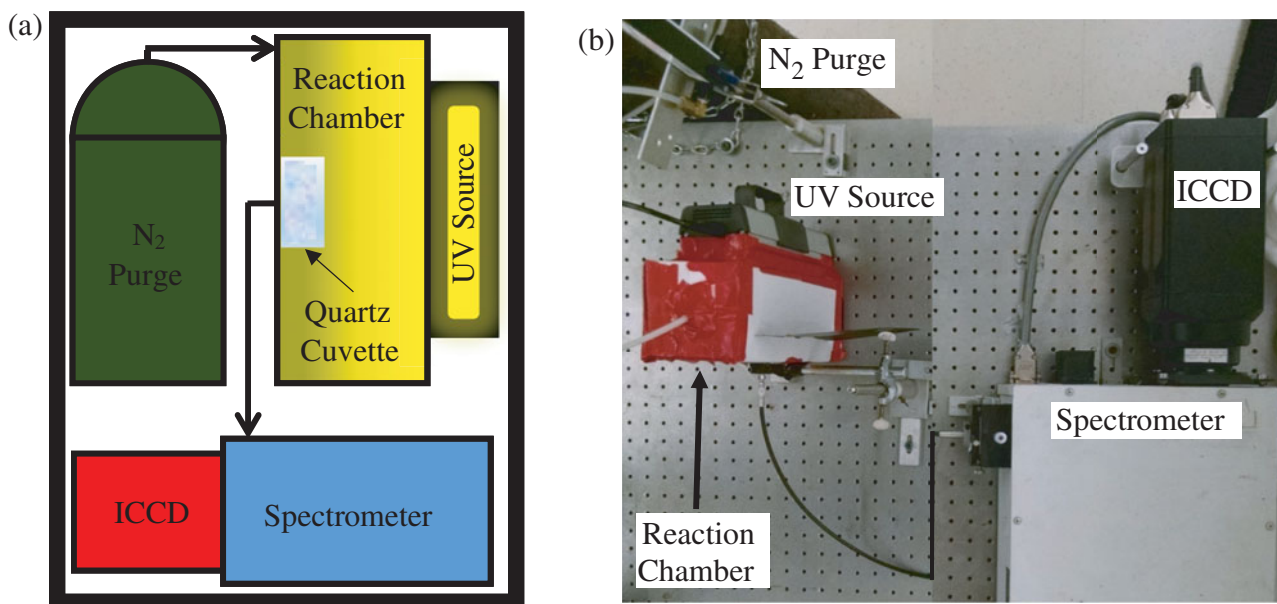 (a)
Reaction
Chamber
UV Source
N₂
Purge
Quartz
Cuvette
ICCD
Spectrometer
(b)
N₂ Purge
UV Source
ICCD
Spectrometer
Reaction
Chamber